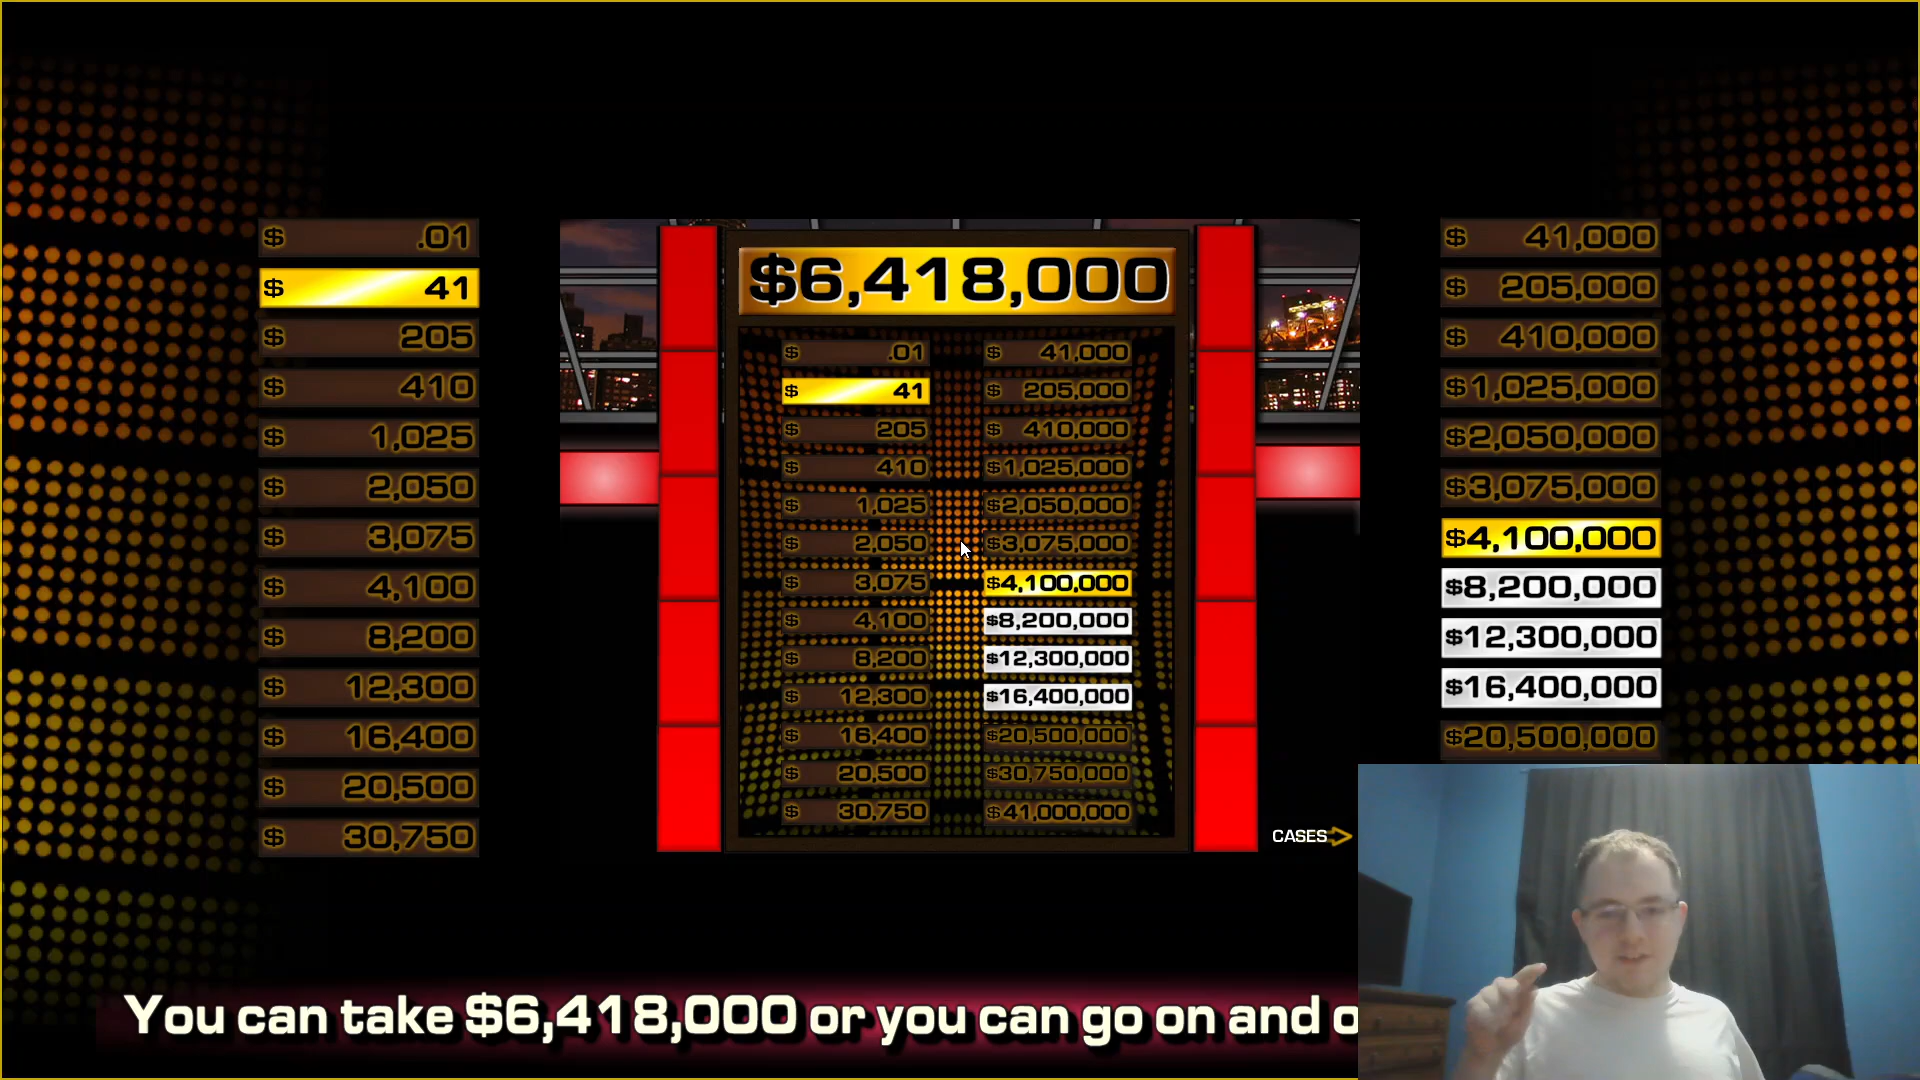 $ .01
$ 41
$ 205
$ 410
$ 1,025
$ 2,050
$ 3,075
$ 4,100
$ 8,200
$ 12,300
$ 16,400
$ 20,500
$ 30,750
$6,418,000
$ .01 $ 41,000
$ 41 $ 205,000
$ 205 $ 410,000
$ 410 $1,025,000
$ 1,025 $2,050,000
$ 2,050 $3,075,000
$ 3,075 $4,100,000
$ 4,100 $8,200,000
$ 8,200 $12,300,000
$ 12,300 $16,400,000
$ 16,400 $20,500,000
$ 20,500 $30,750,000
$ 30,750 $41,000,000
CASES
$ 41,000
$ 205,000
$ 410,000
$1,025,000
$2,050,000
$3,075,000
$4,100,000
$8,200,000
$12,300,000
$16,400,000
$20,500,000
You can take $6,418,000 or you can go on and o